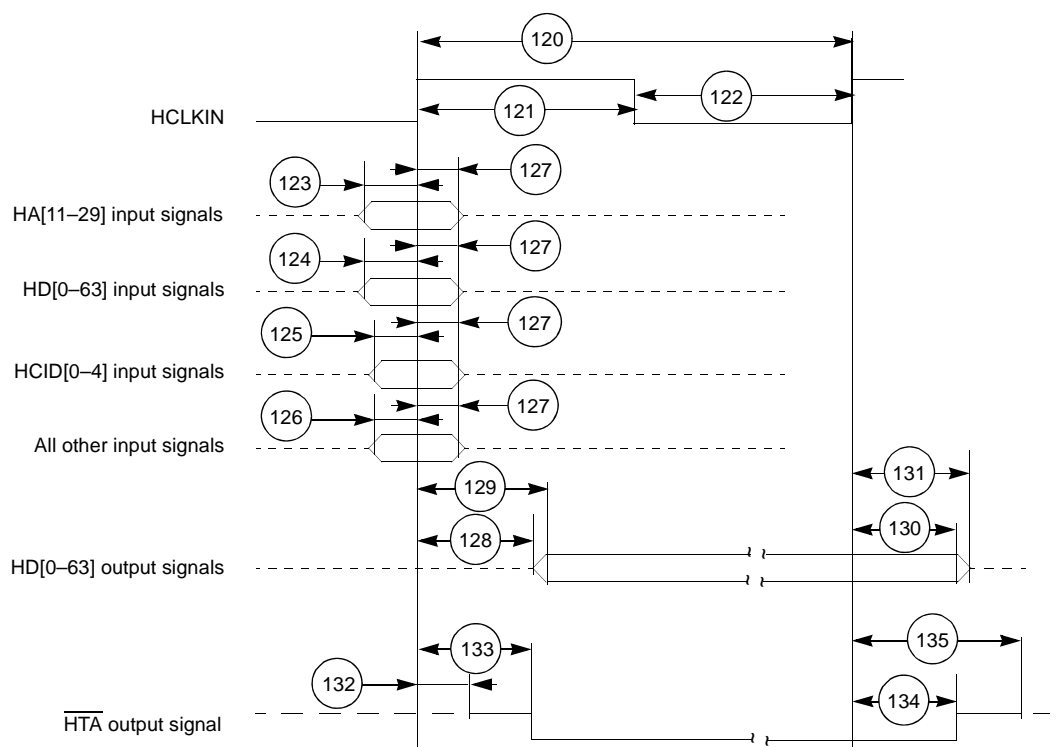 120
121
122
HCLKIN
123
127
HA[11–29] input signals
124
127
HD[0–63] input signals
125
127
HCID[0–4] input signals
126
127
All other input signals
129
131
128
130
HD[0–63] output signals
133
135
132
134
HTA output signal